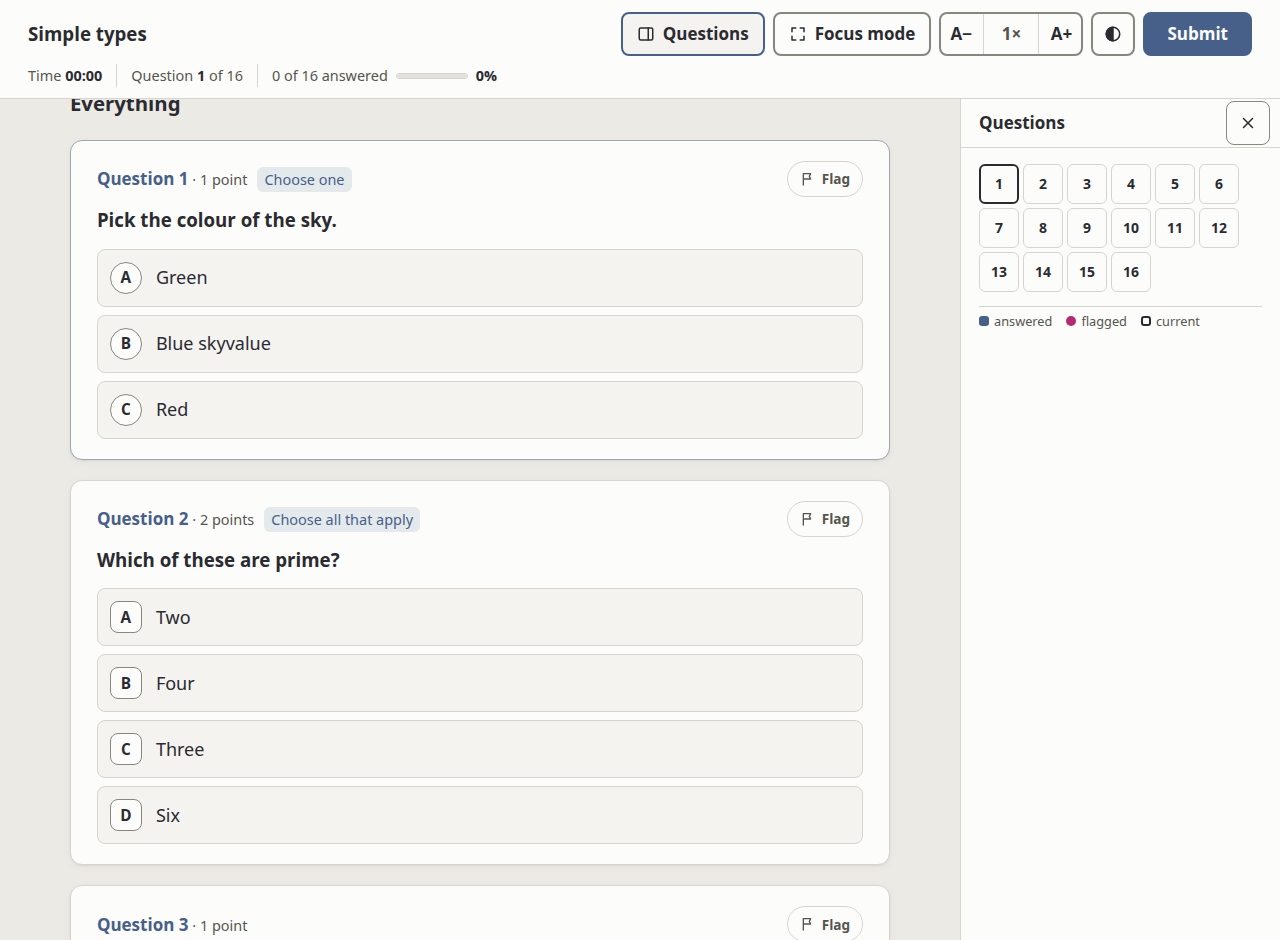 Simple types
Questions
Focus mode
A−
1×
A+
Submit
Time 00:00
Question 1 of 16
0 of 16 answered
0%
Everything
Question 1 · 1 point
Choose one
Flag
Pick the colour of the sky.
A Green
B Blue skyvalue
C Red
Question 2 · 2 points
Choose all that apply
Flag
Which of these are prime?
A Two
B Four
C Three
D Six
Question 3 · 1 point
Flag
Questions
1 2 3 4 5 6
7 8 9 10 11 12
13 14 15 16
answered flagged current